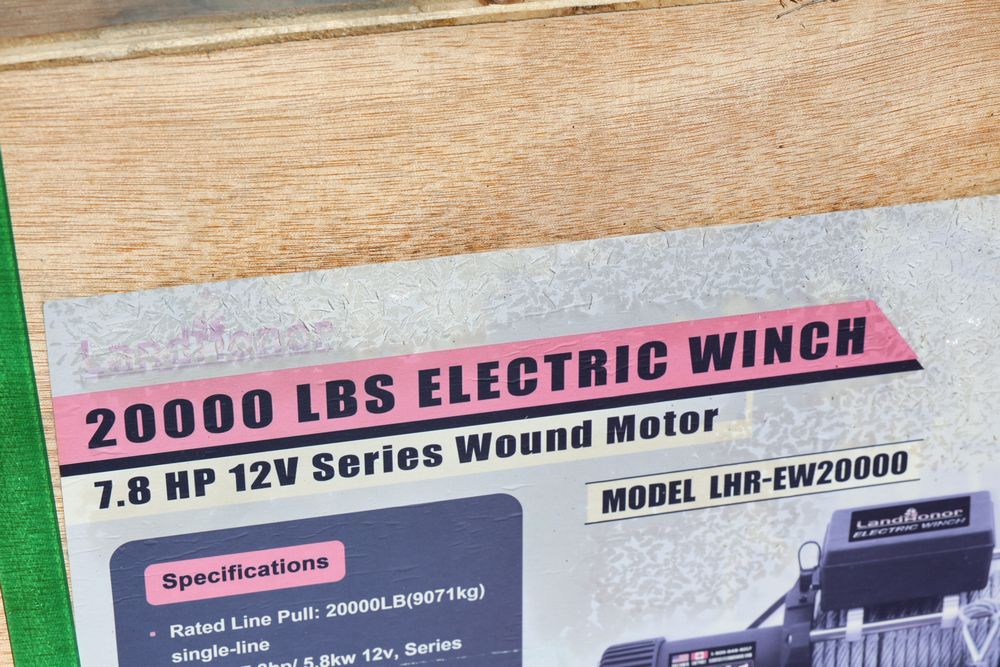 LandHonor
20000 LBS ELECTRIC WINCH
7.8 HP 12V Series Wound Motor
MODEL LHR-EW20000
LandHonor
ELECTRIC WINCH
Specifications
Rated Line Pull: 20000LB(9071kg)
single-line
5.8kw 12v, Series